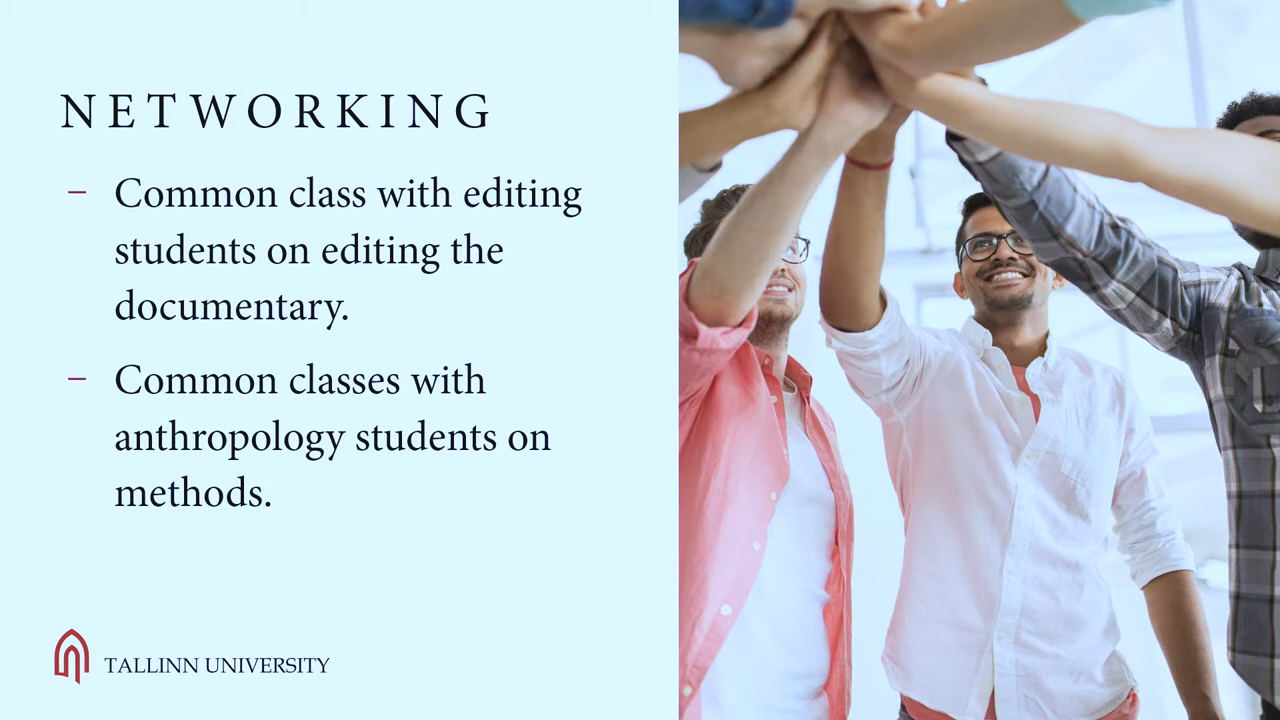 NETWORKING
– Common class with editing
students on editing the
documentary.
– Common classes with
anthropology students on
methods.
TALLINN UNIVERSITY